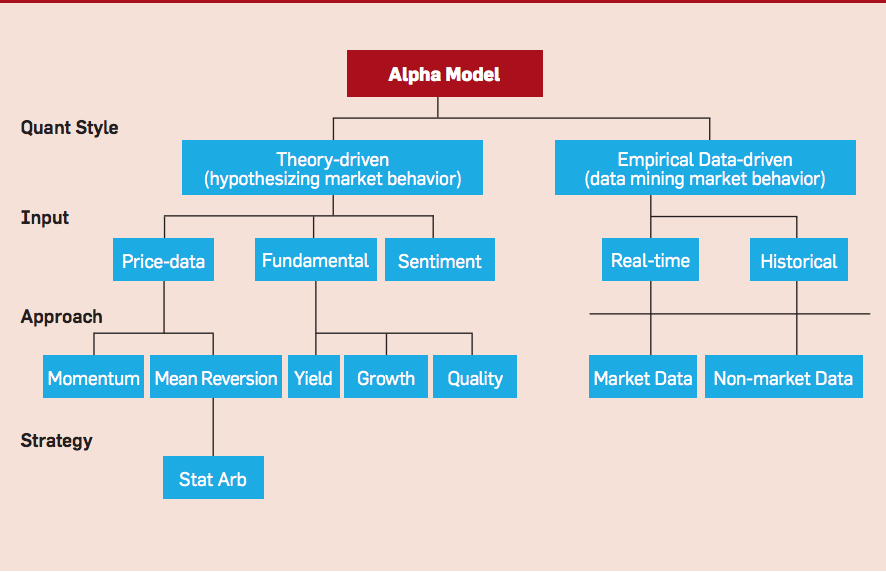 Alpha Model
Quant Style
Theory-driven
(hypothesizing market behavior)
Empirical Data-driven
(data mining market behavior)
Input
Price-data
Fundamental
Sentiment
Real-time
Historical
Approach
Momentum
Mean Reversion
Yield
Growth
Quality
Market Data
Non-market Data
Strategy
Stat Arb